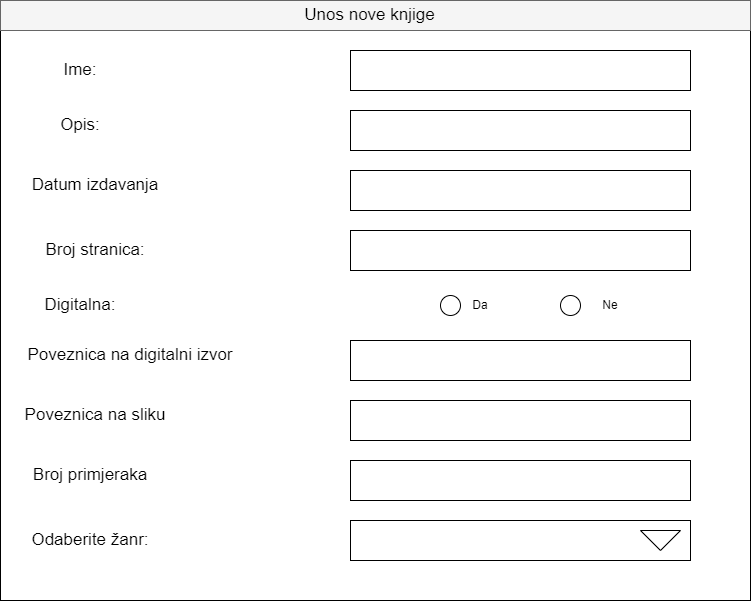 Unos nove knjige
Ime:
Opis:
Datum izdavanja
Broj stranica:
Digitalna:
Da
Ne
Poveznica na digitalni izvor
Poveznica na sliku
Broj primjeraka
Odaberite žanr: